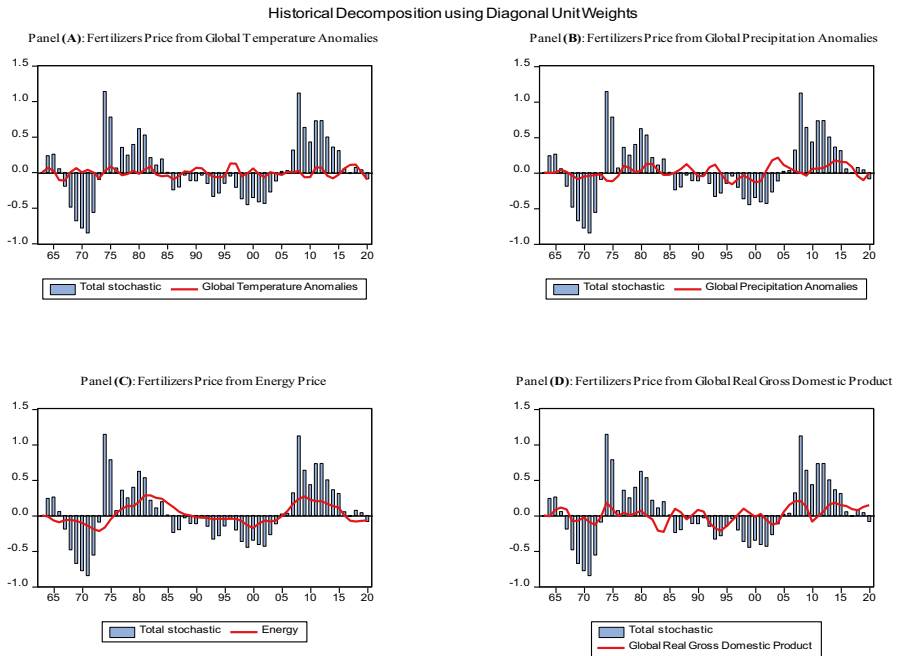 Historical Decomposition using Diagonal Unit Weights
Panel (A): Fertilizers Price from Global Temperature Anomalies
1.5
1.0
0.5
0.0
-0.5
-1.0
65 70 75 80 85 90 95 00 05 10 15 20
Total stochastic Global Temperature Anomalies
Panel (B): Fertilizers Price from Global Precipitation Anomalies
1.5
1.0
0.5
0.0
-0.5
-1.0
65 70 75 80 85 90 95 00 05 10 15 20
Total stochastic Global Precipitation Anomalies
Panel (C): Fertilizers Price from Energy Price
1.5
1.0
0.5
0.0
-0.5
-1.0
65 70 75 80 85 90 95 00 05 10 15 20
Total stochastic Energy
Panel (D): Fertilizers Price from Global Real Gross Domestic Product
1.5
1.0
0.5
0.0
-0.5
-1.0
65 70 75 80 85 90 95 00 05 10 15 20
Total stochastic
Global Real Gross Domestic Product